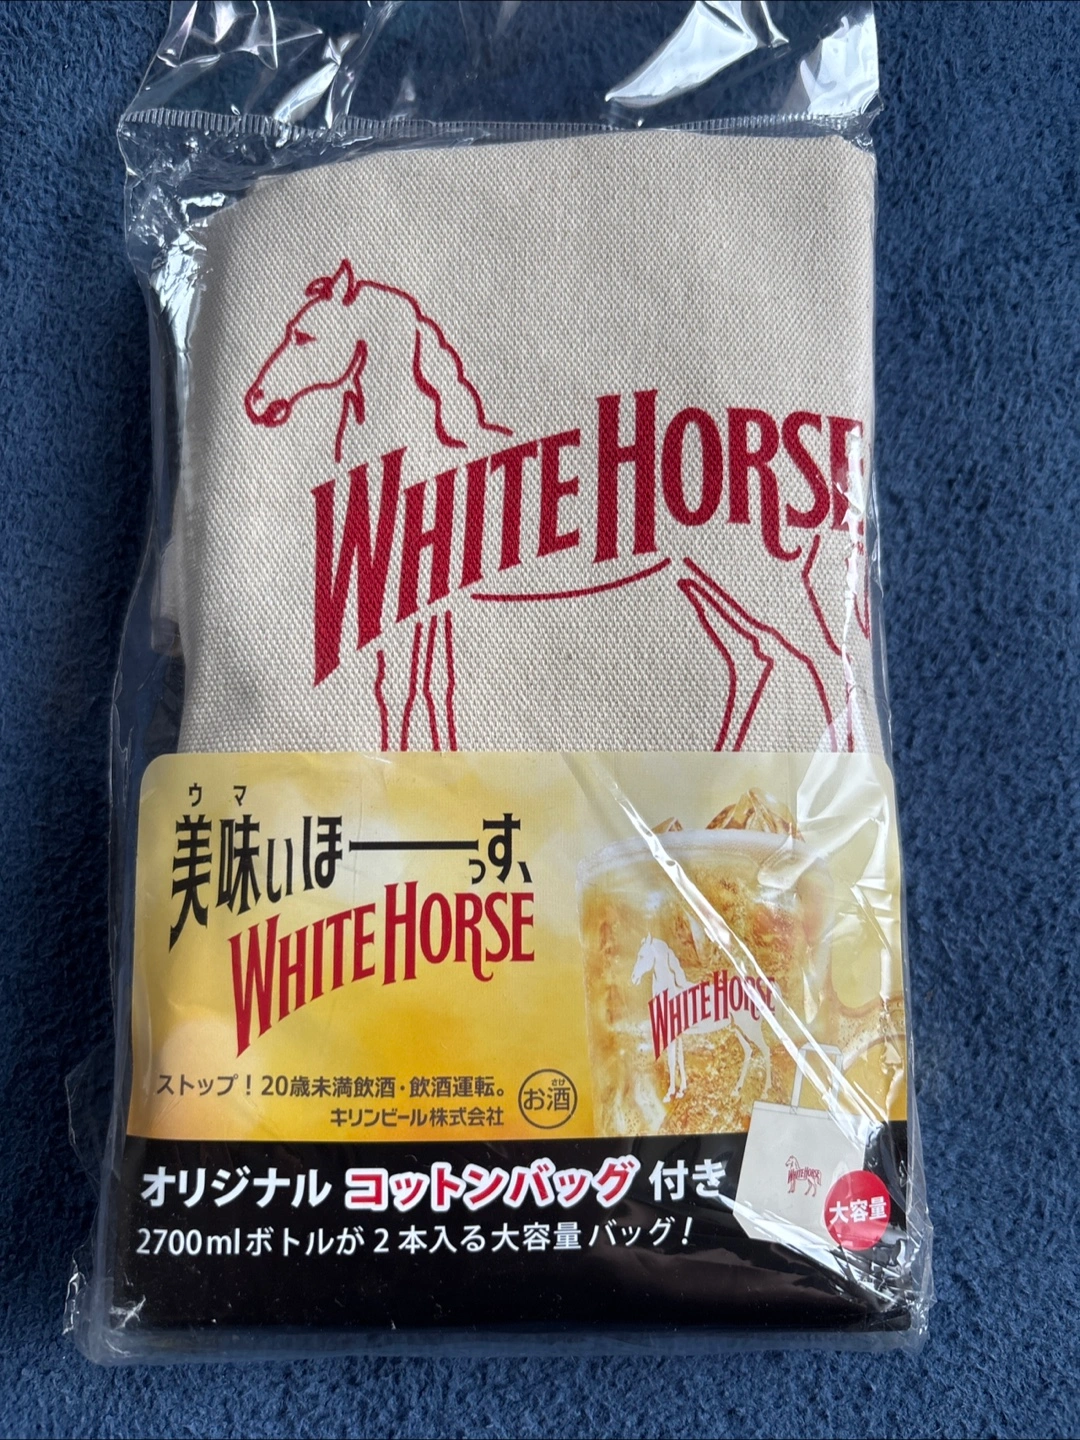 WHITE HORSE
ウマ
美味いほーっす、
WHITE HORSE
WHITE HORSE
ストップ!20歳未満飲酒・飲酒運転。
さけ
お酒
キリンビール株式会社
オリジナル コットンバッグ 付き
2700mlボトルが2本入る大容量バッグ!
WHITE HORSE
大容量